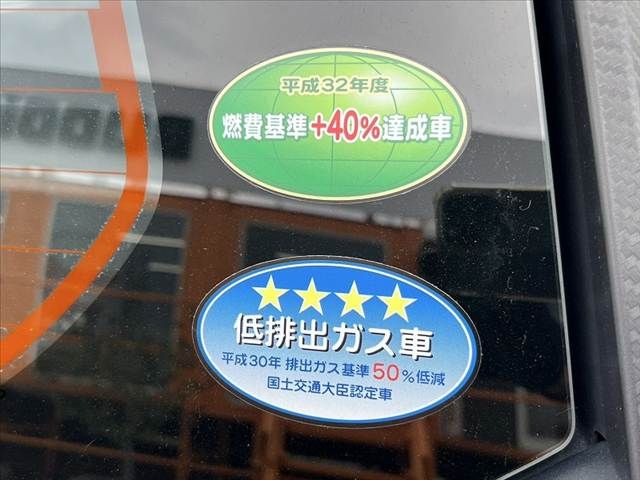 平成32年度
燃費基準+40%達成車
★★★★
低排出ガス車
平成30年 排出ガス基準50%低減
国土交通大臣認定車